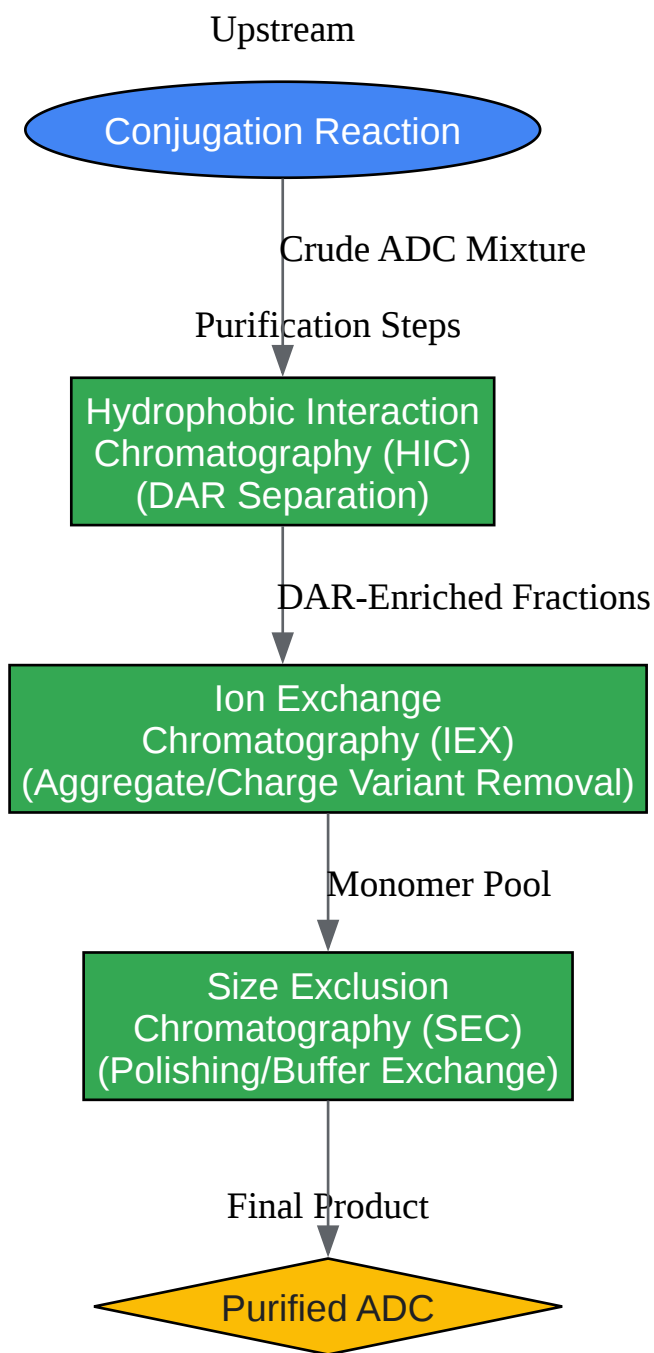 Upstream
Conjugation Reaction
Crude ADC Mixture
Purification Steps
Hydrophobic Interaction
Chromatography (HIC)
(DAR Separation)
DAR-Enriched Fractions
Ion Exchange
Chromatography (IEX)
(Aggregate/Charge Variant Removal)
Monomer Pool
Size Exclusion
Chromatography (SEC)
(Polishing/Buffer Exchange)
Final Product
Purified ADC